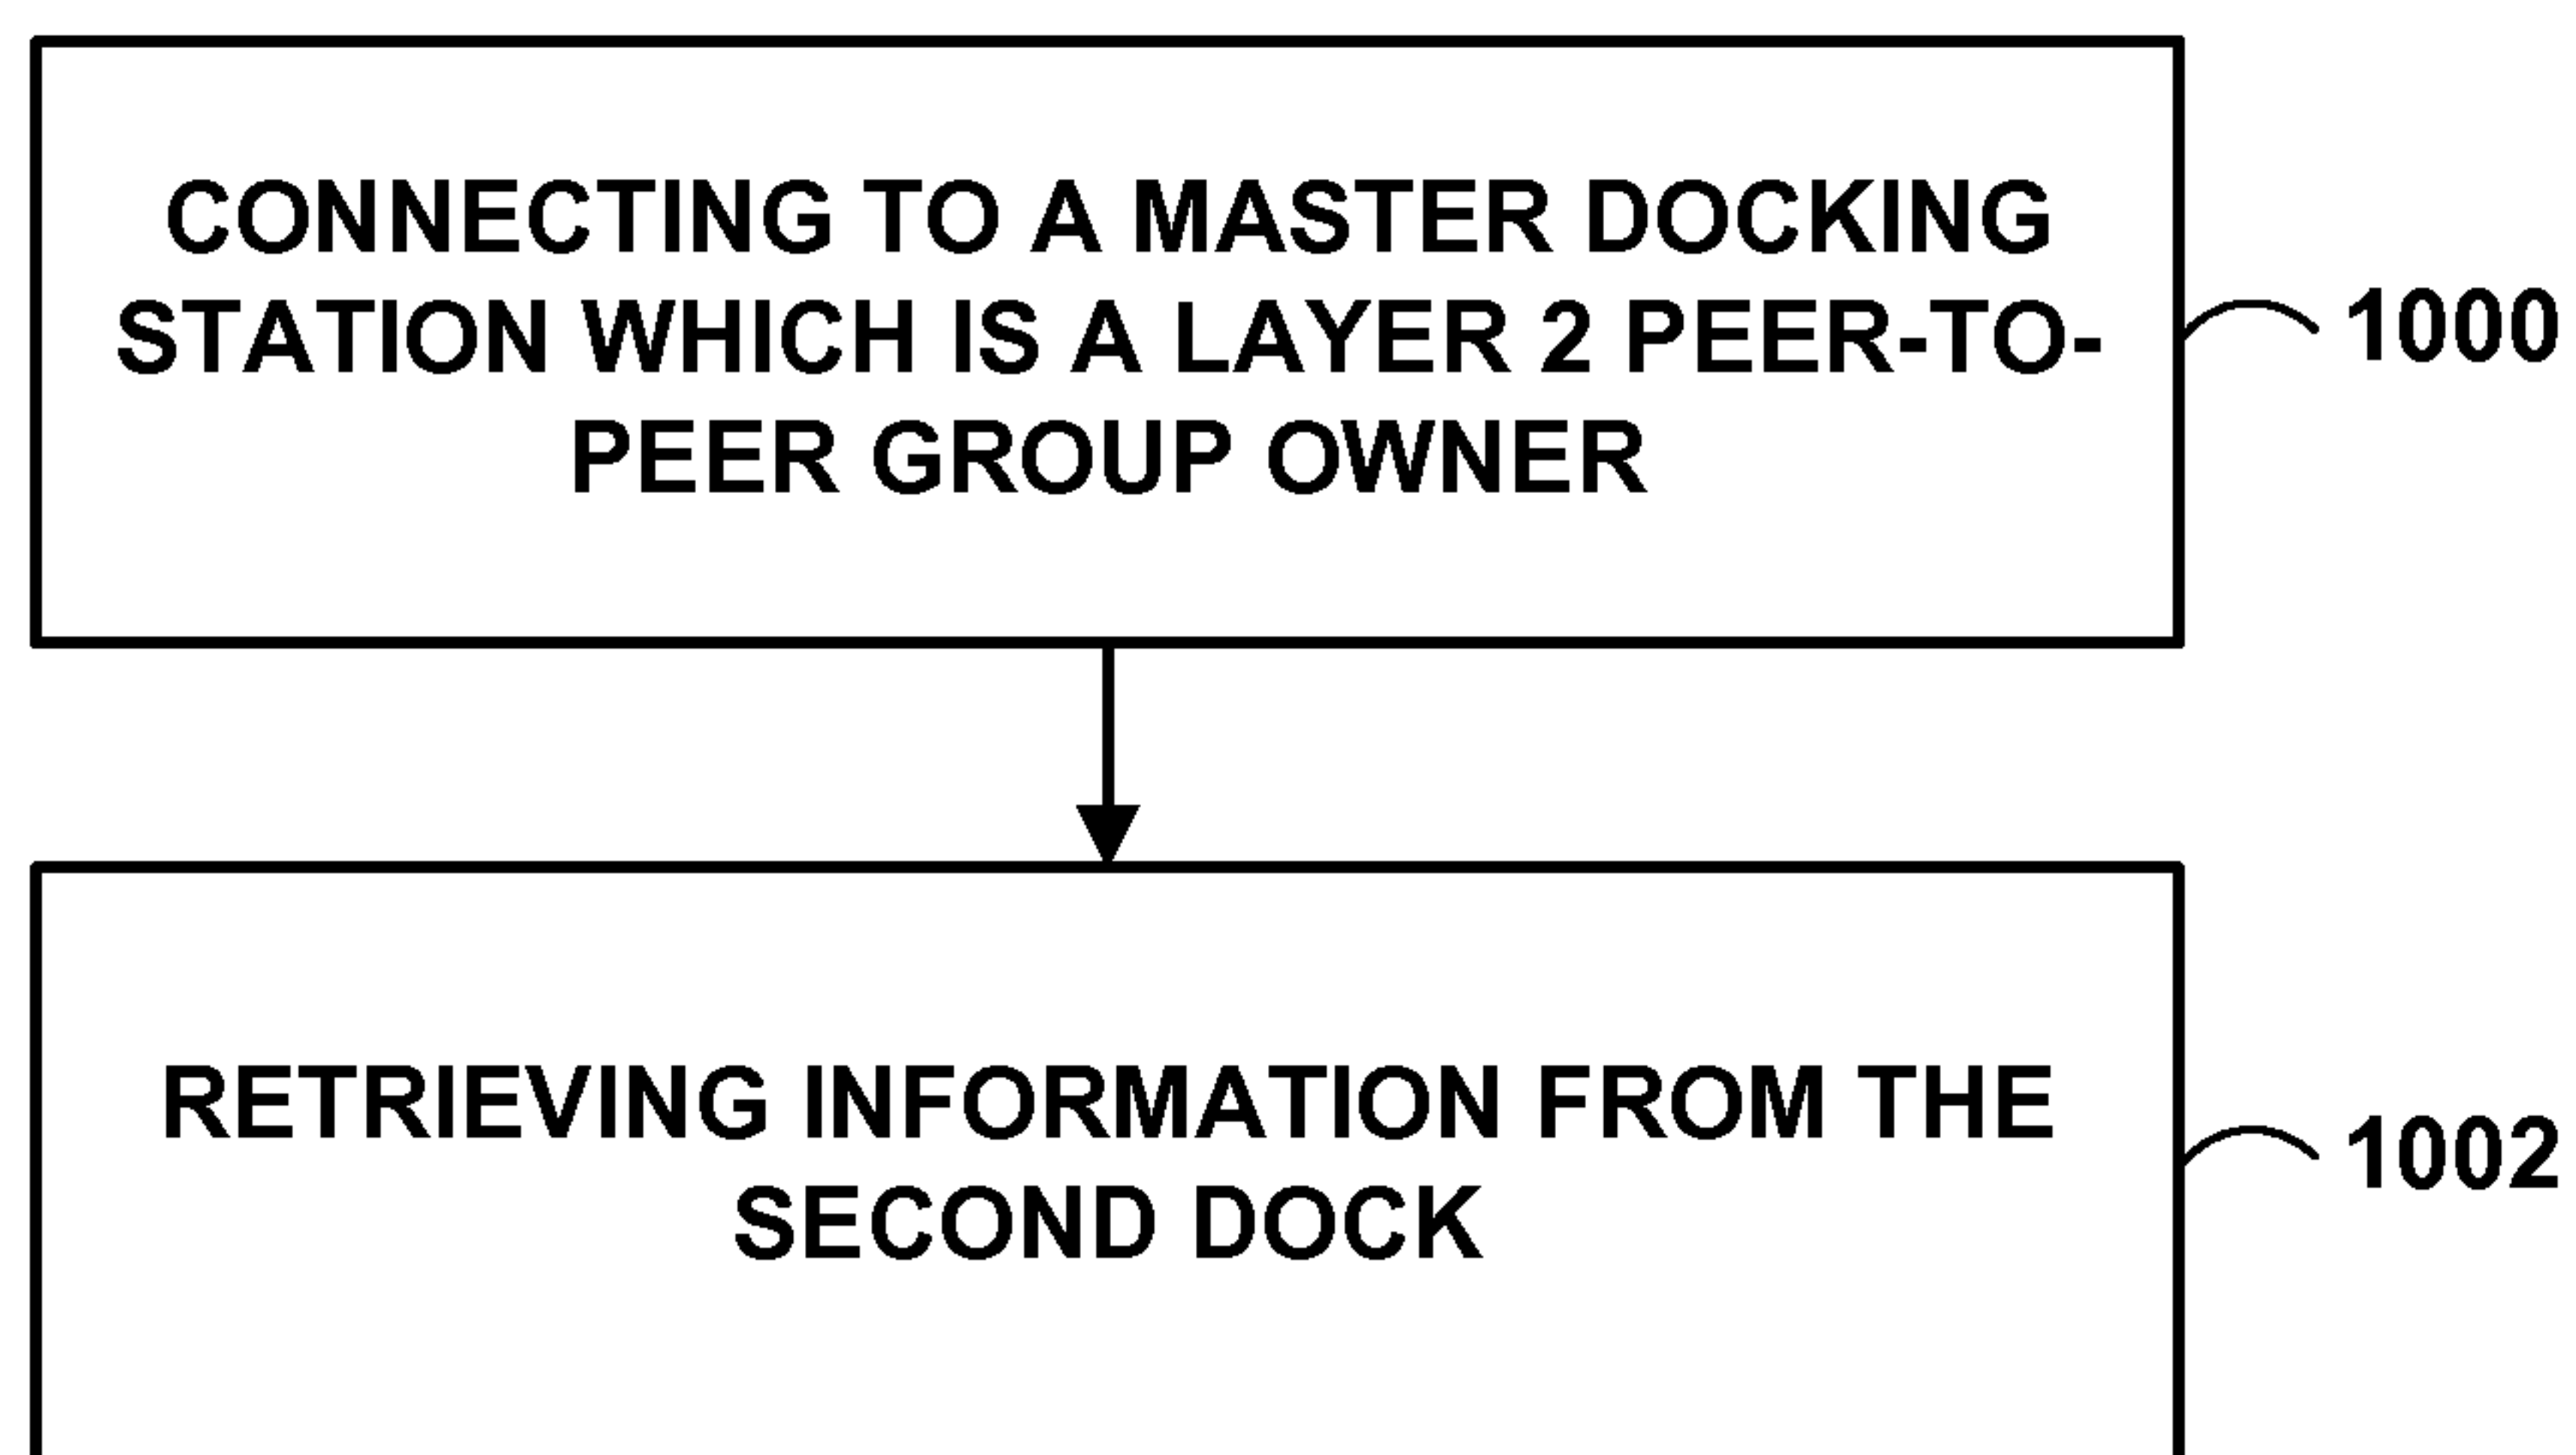 CONNECTING TO A MASTER DOCKING
STATION WHICH IS A LAYER 2 PEER-TO-
PEER GROUP OWNER
1000
RETRIEVING INFORMATION FROM THE
SECOND DOCK
1002